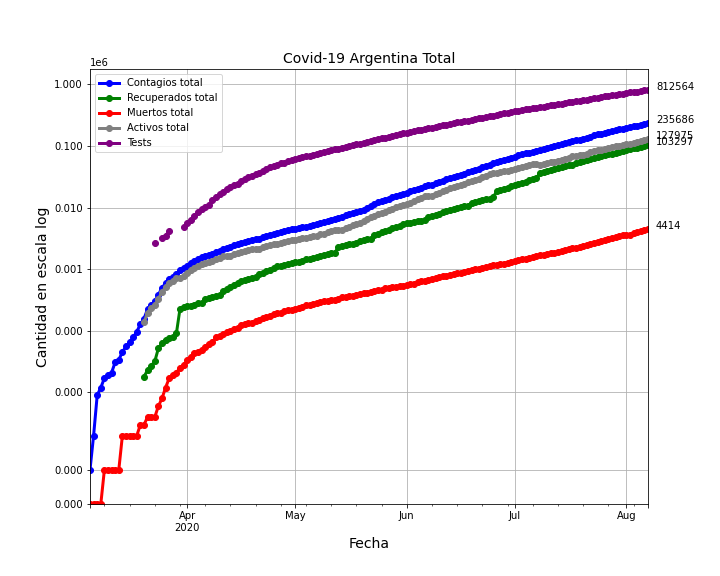 Covid-19 Argentina Total
1e6
1.000
0.100
0.010
0.001
0.000
0.000
0.000
0.000
Cantidad en escala log
Contagios total
Recuperados total
Muertos total
Activos total
Tests
812564
235686
127975
103297
4414
Apr
2020
May
Jun
Jul
Aug
Fecha